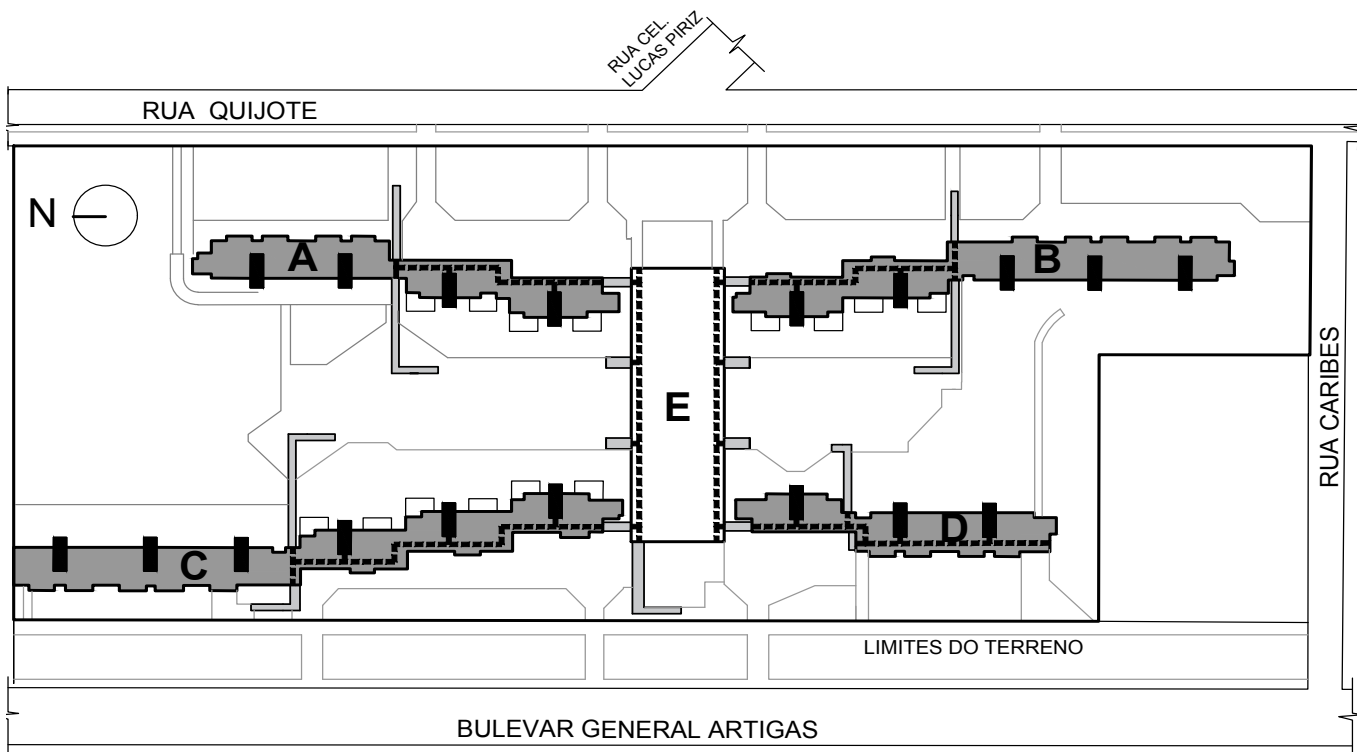 RUA CEL.
LUCAS PIRIZ
RUA QUIJOTE
N
A
B
E
RUA CARIBES
C
D
LIMITES DO TERRENO
BULEVAR GENERAL ARTIGAS